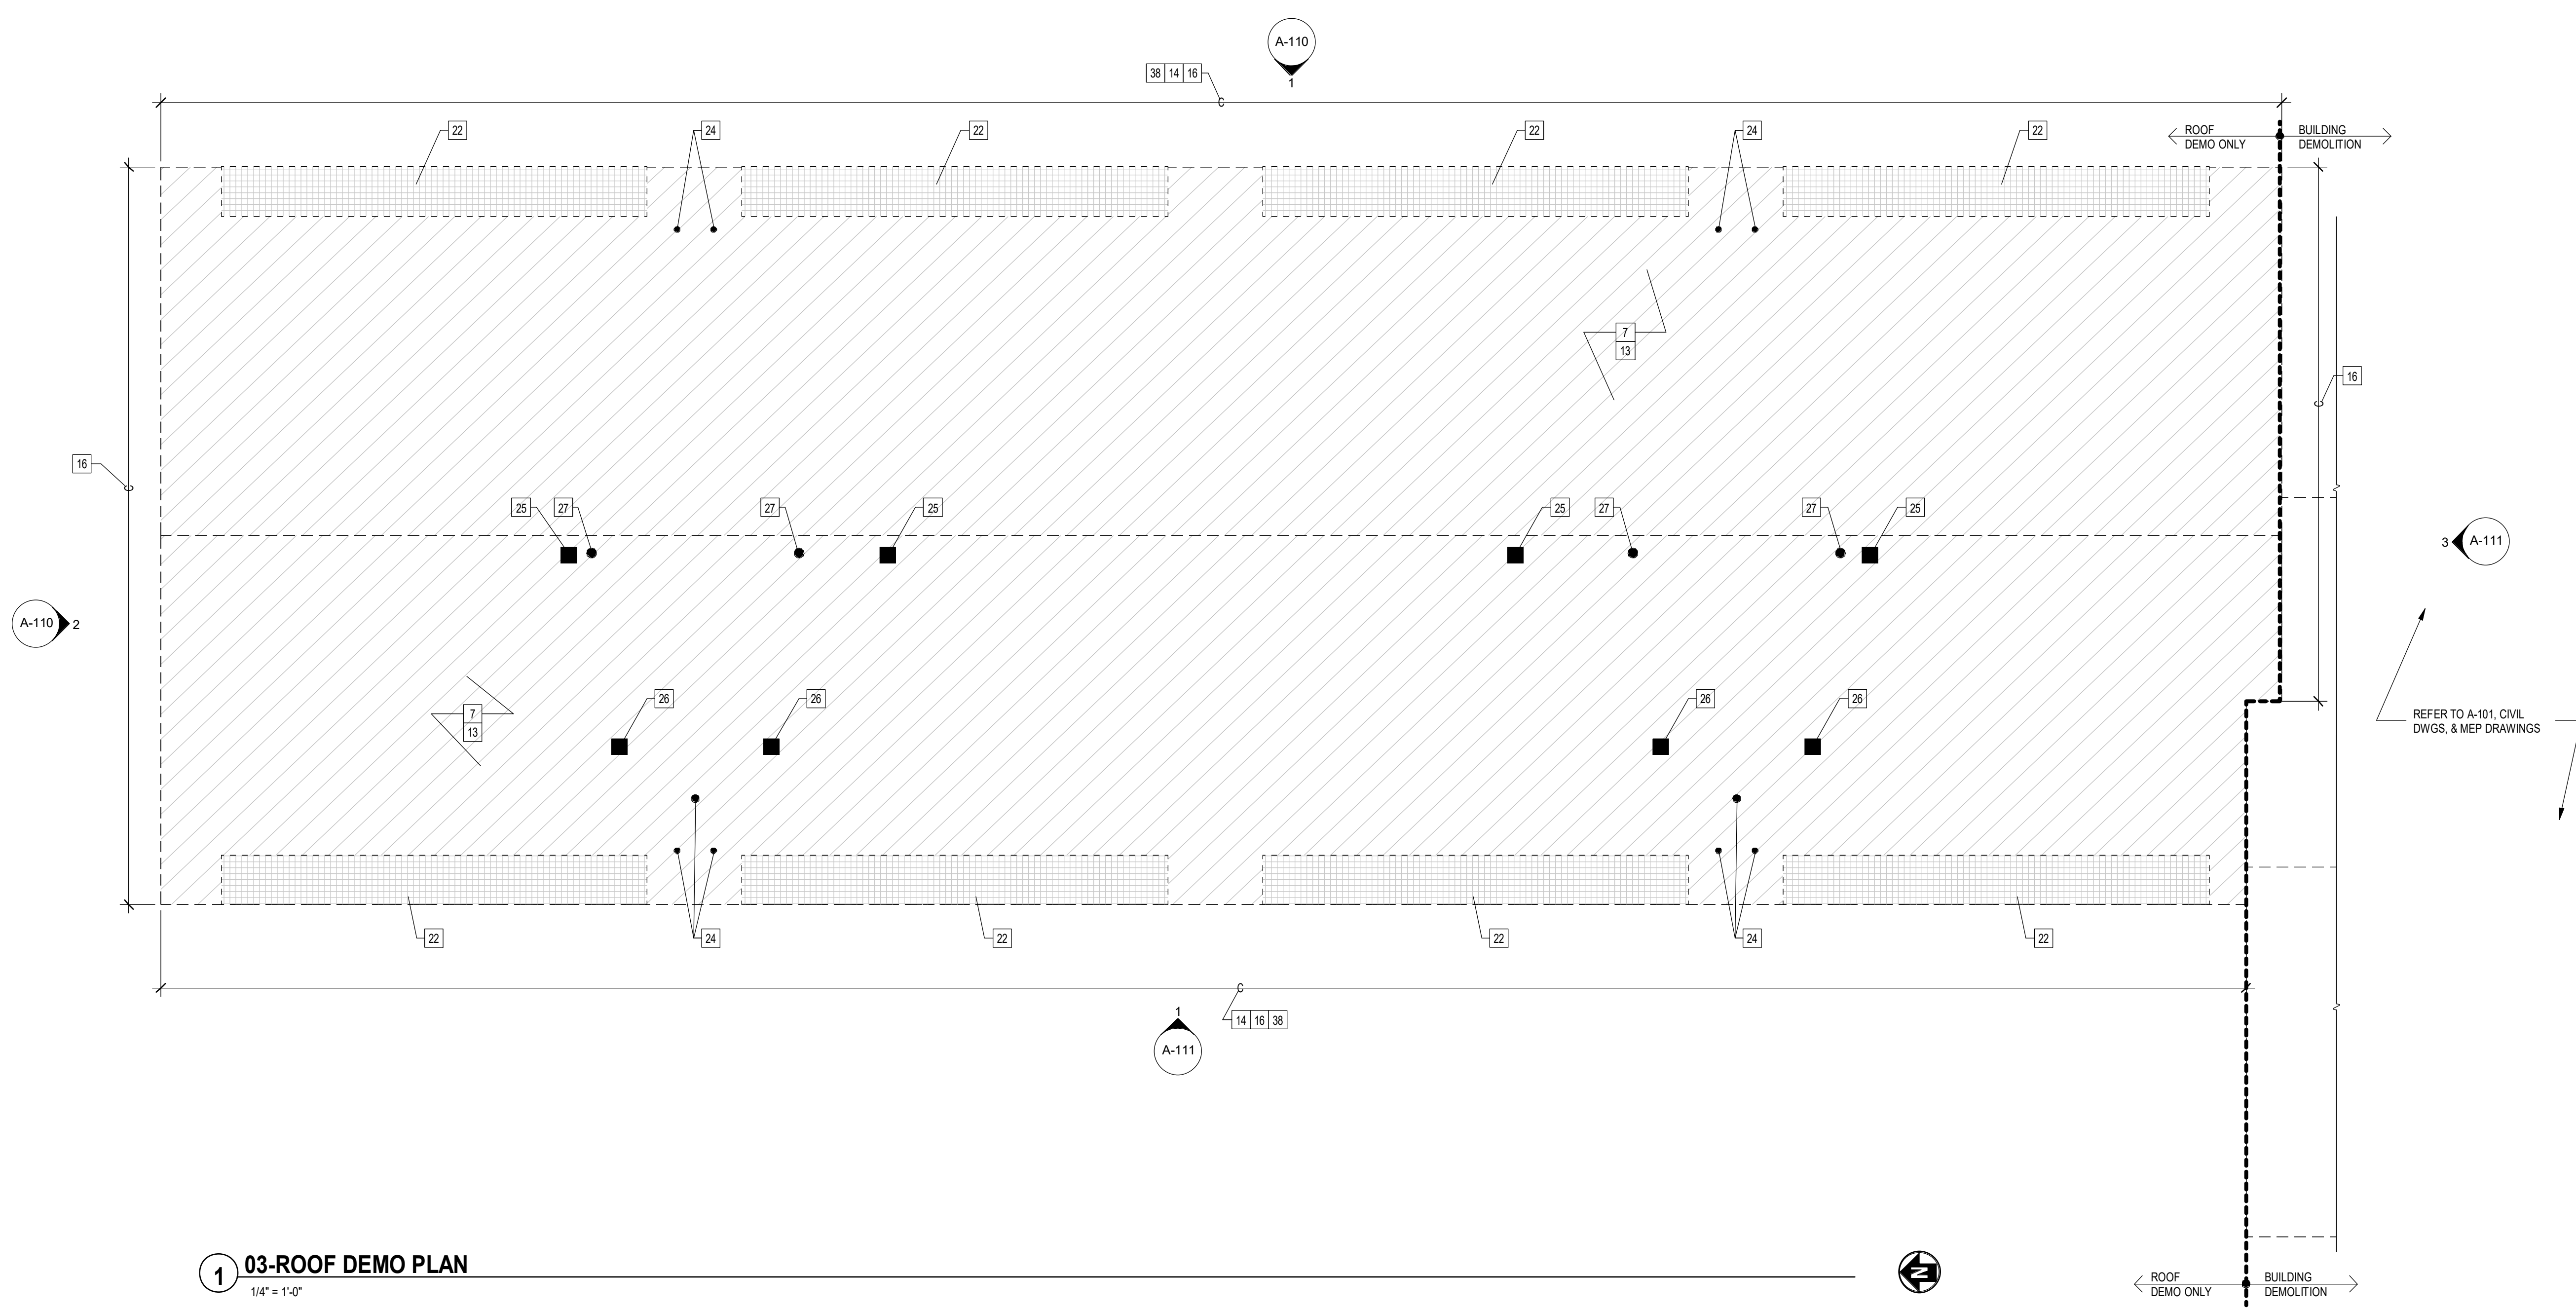 A-110
1
38 14 16
22
24
22
22
24
22
ROOF
DEMO ONLY
BUILDING
DEMOLITION
7
13
16
16
25
27
27
25
25
27
27
25
3
A-111
A-110
2
26
26
26
26
7
13
REFER TO A-101, CIVIL
DWGS, & MEP DRAWINGS
22
24
22
22
24
22
1
A-111
14 16 38
1
03-ROOF DEMO PLAN
1/4" = 1'-0"
N
ROOF
DEMO ONLY
BUILDING
DEMOLITION